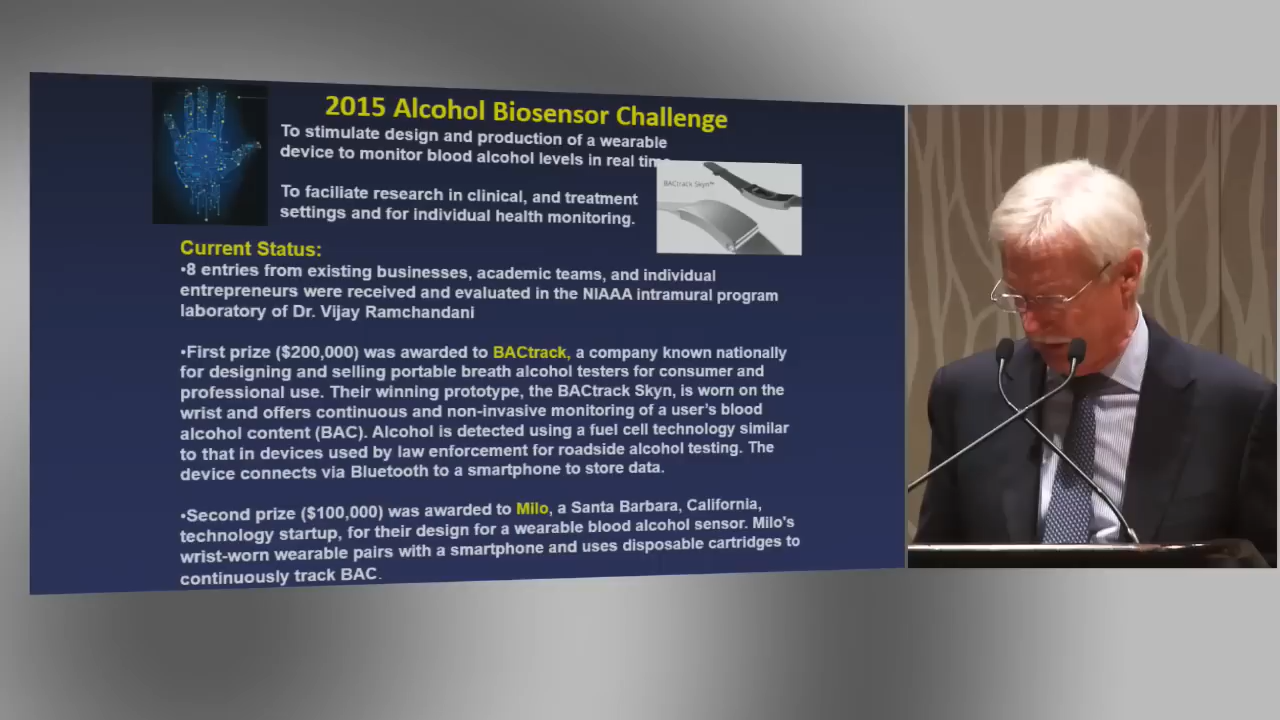 2015 Alcohol Biosensor Challenge
To stimulate design and production of a wearable
device to monitor blood alcohol levels in real time
BACtrack Skyn™
To faciliate research in clinical, and treatment
settings and for individual health monitoring.
Current Status:
•8 entries from existing businesses, academic teams, and individual
entrepreneurs were received and evaluated in the NIAAA intramural program
laboratory of Dr. Vijay Ramchandani
•First prize ($200,000) was awarded to BACtrack, a company known nationally
for designing and selling portable breath alcohol testers for consumer and
professional use. Their winning prototype, the BACtrack Skyn, is worn on the
wrist and offers continuous and non-invasive monitoring of a user's blood
alcohol content (BAC). Alcohol is detected using a fuel cell technology similar
to that in devices used by law enforcement for roadside alcohol testing. The
device connects via Bluetooth to a smartphone to store data.
•Second prize ($100,000) was awarded to Milo, a Santa Barbara, California,
technology startup, for their design for a wearable blood alcohol sensor. Milo's
wrist-worn wearable pairs with a smartphone and uses disposable cartridges to
continuously track BAC.